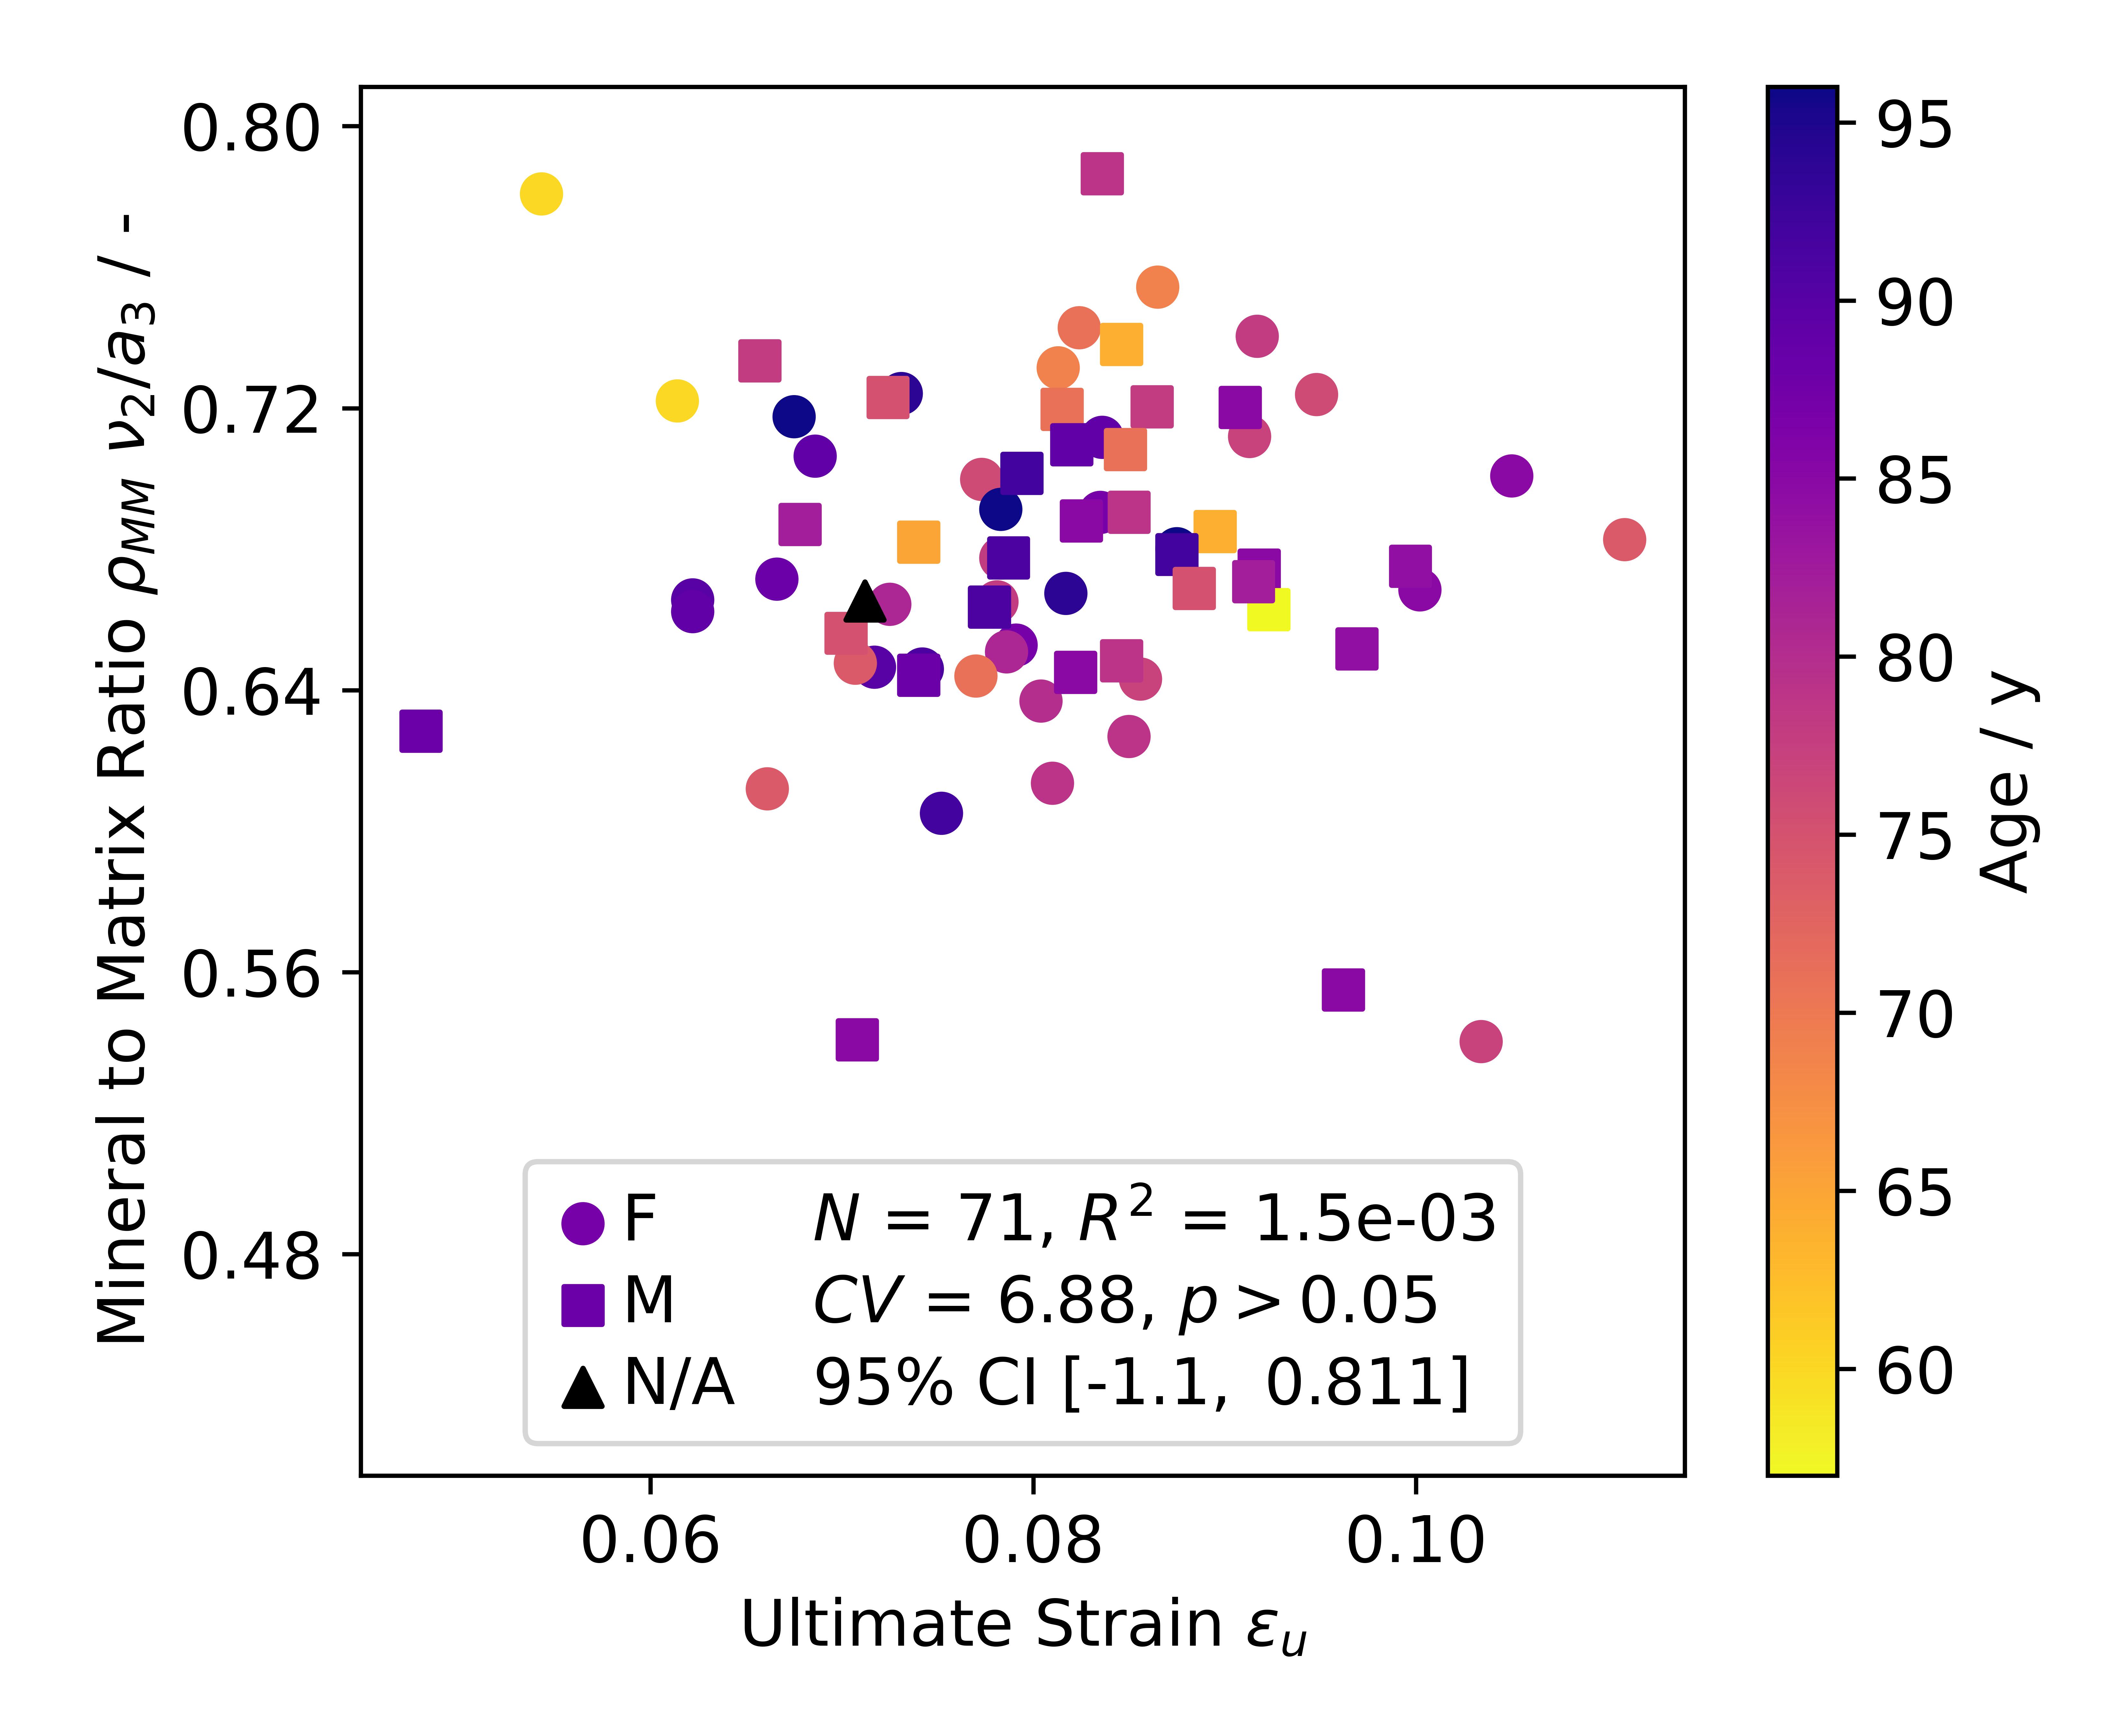 Mineral to Matrix Ratio ρMM ν2/a3 / -
0.80
0.72
0.64
0.56
0.48
F
M
N/A
N = 71, R² = 1.5e-03
CV = 6.88, p > 0.05
95% CI [-1.1, 0.811]
0.06 0.08 0.10
Ultimate Strain εu
95
90
85
80
75
70
65
60
Age / y